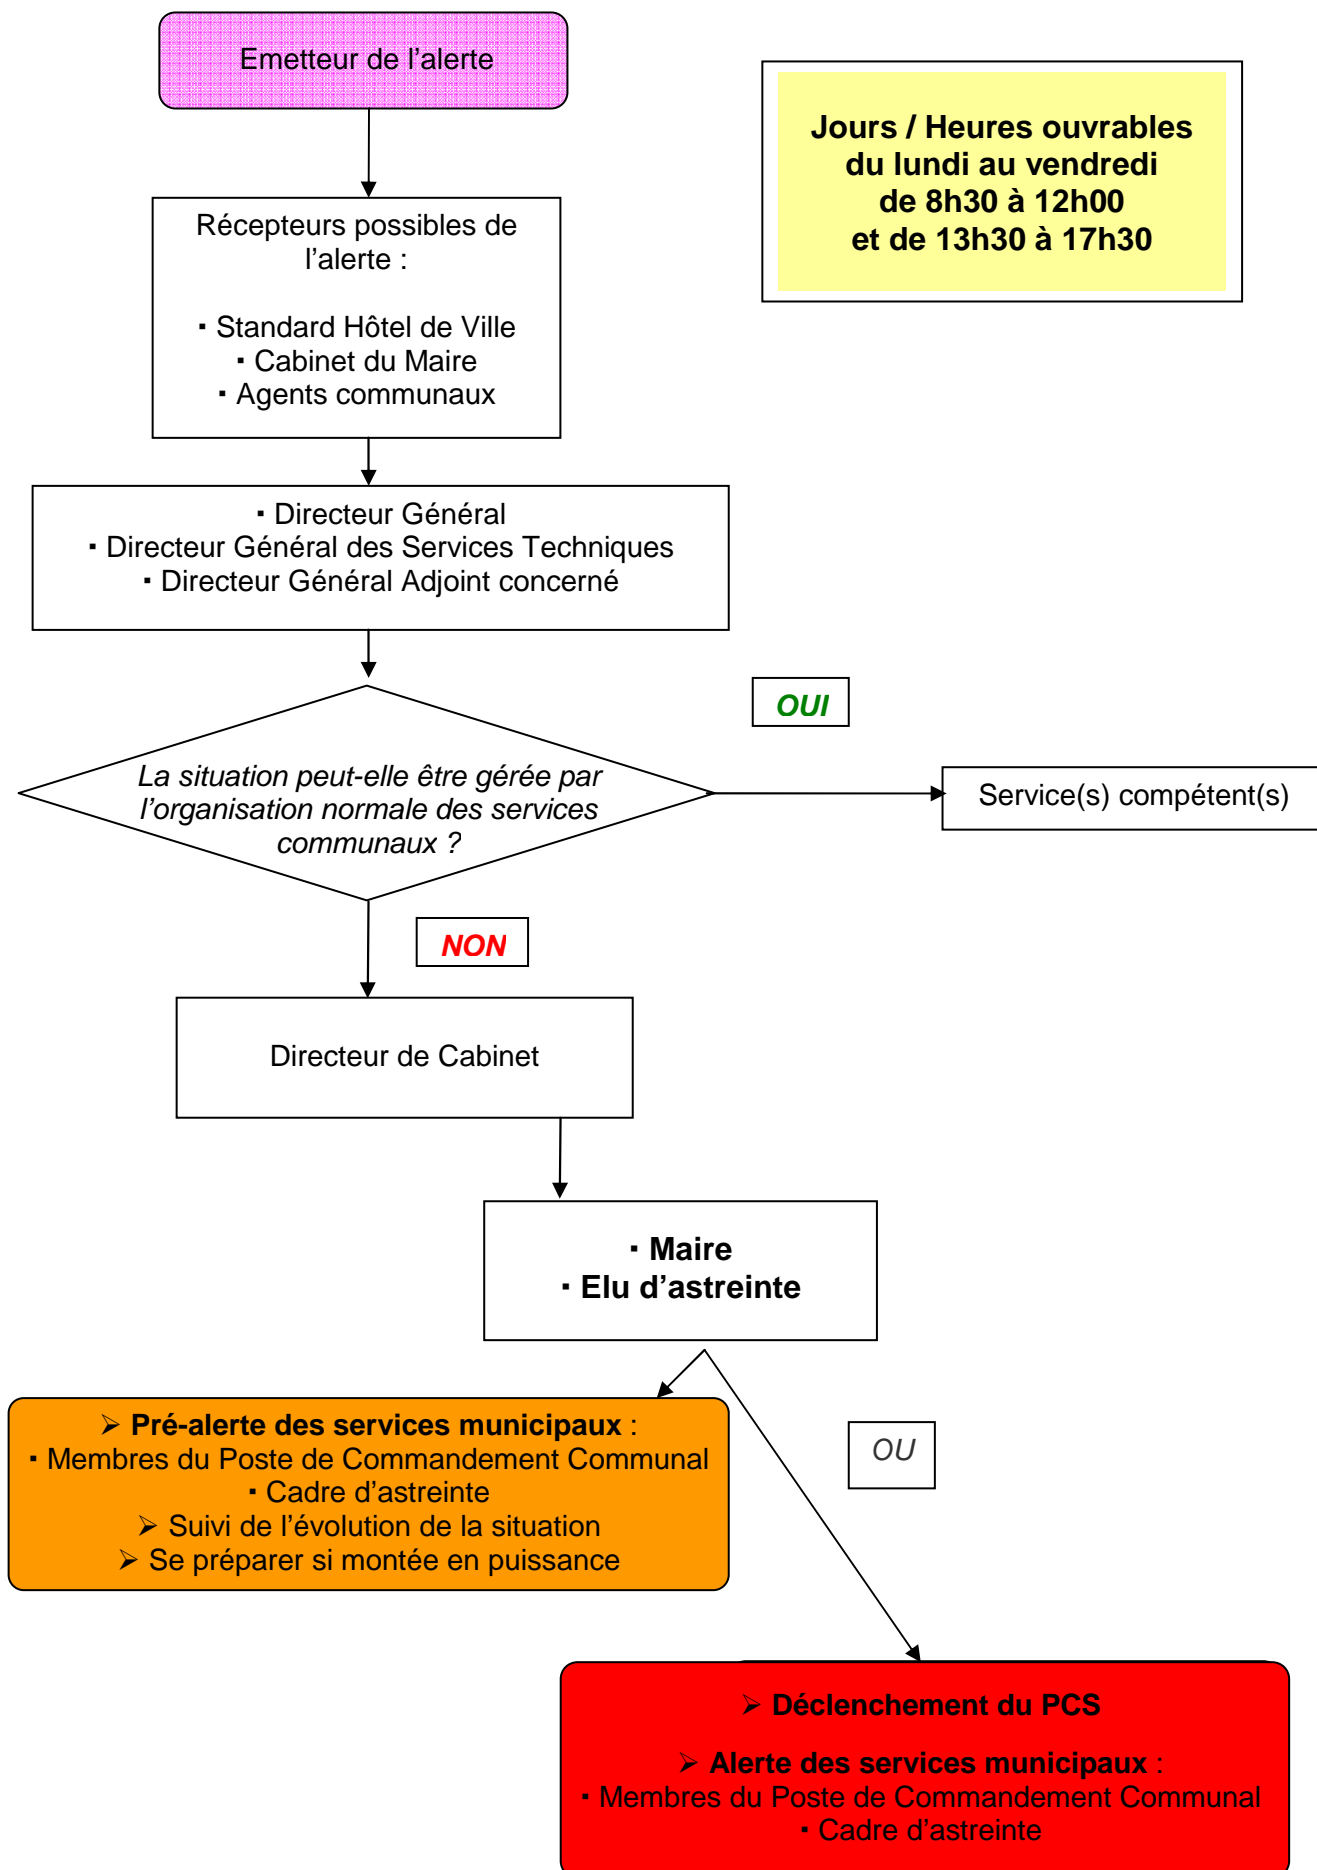 Emetteur de l’alerte
Jours / Heures ouvrables
du lundi au vendredi
de 8h30 à 12h00
et de 13h30 à 17h30
Récepteurs possibles de
l’alerte :
▪ Standard Hôtel de Ville
▪ Cabinet du Maire
▪ Agents communaux
▪ Directeur Général
▪ Directeur Général des Services Techniques
▪ Directeur Général Adjoint concerné
OUI
La situation peut-elle être gérée par
l’organisation normale des services
communaux ?
Service(s) compétent(s)
NON
Directeur de Cabinet
▪ Maire
▪ Elu d’astreinte
➢ Pré-alerte des services municipaux :
▪ Membres du Poste de Commandement Communal
▪ Cadre d’astreinte
➢ Suivi de l’évolution de la situation
➢ Se préparer si montée en puissance
OU
➢ Déclenchement du PCS
➢ Alerte des services municipaux :
▪ Membres du Poste de Commandement Communal
▪ Cadre d’astreinte